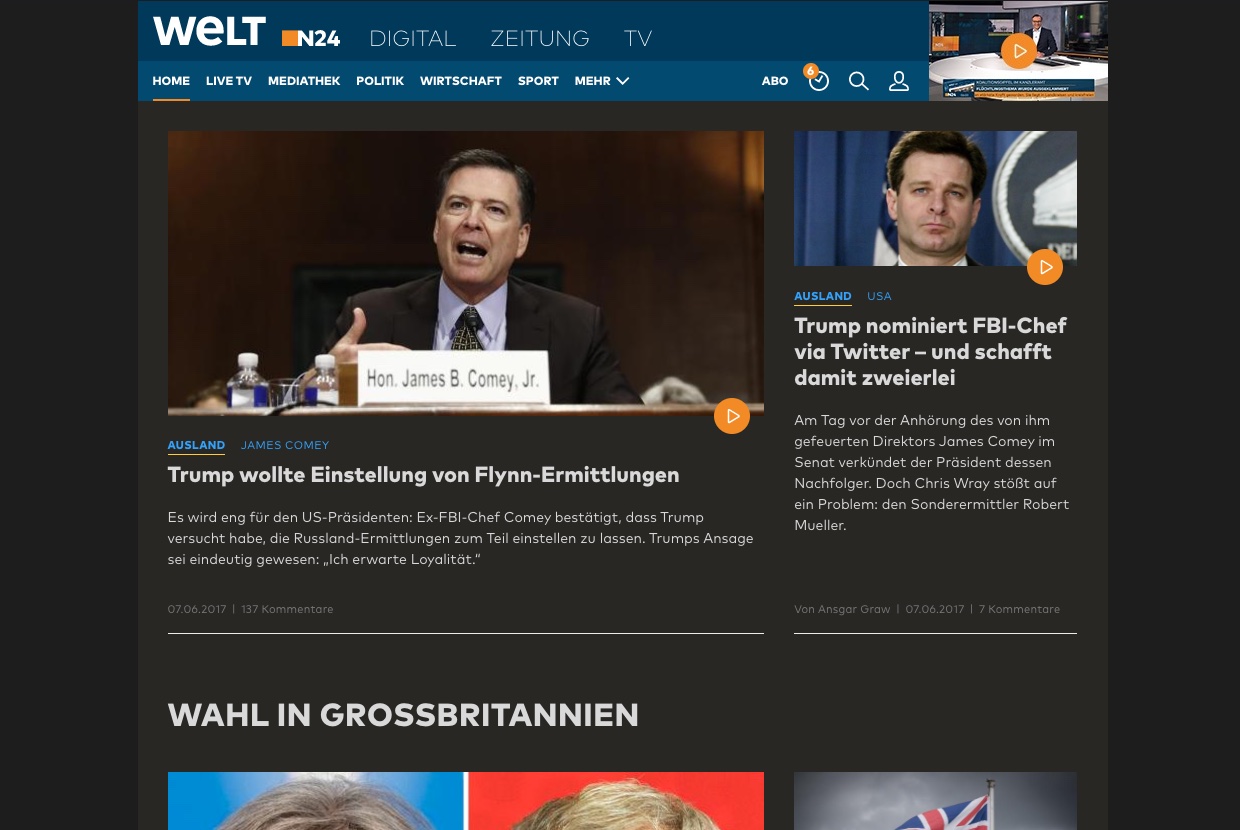 WELT N24 DIGITAL ZEITUNG TV
HOME LIVE TV MEDIATHEK POLITIK WIRTSCHAFT SPORT MEHR ABO 6
Hon. James B. Comey, Jr.
AUSLAND JAMES COMEY
Trump wollte Einstellung von Flynn-Ermittlungen
Es wird eng für den US-Präsidenten: Ex-FBI-Chef Comey bestätigt, dass Trump
versucht habe, die Russland-Ermittlungen zum Teil einstellen zu lassen. Trumps Ansage
sei eindeutig gewesen: „Ich erwarte Loyalität.“
07.06.2017 | 137 Kommentare
AUSLAND USA
Trump nominiert FBI-Chef
via Twitter – und schafft
damit zweierlei
Am Tag vor der Anhörung des von ihm
gefeuerten Direktors James Comey im
Senat verkündet der Präsident dessen
Nachfolger. Doch Chris Wray stößt auf
ein Problem: den Sonderermittler Robert
Mueller.
Von Ansgar Graw | 07.06.2017 | 7 Kommentare
WAHL IN GROSSBRITANNIEN